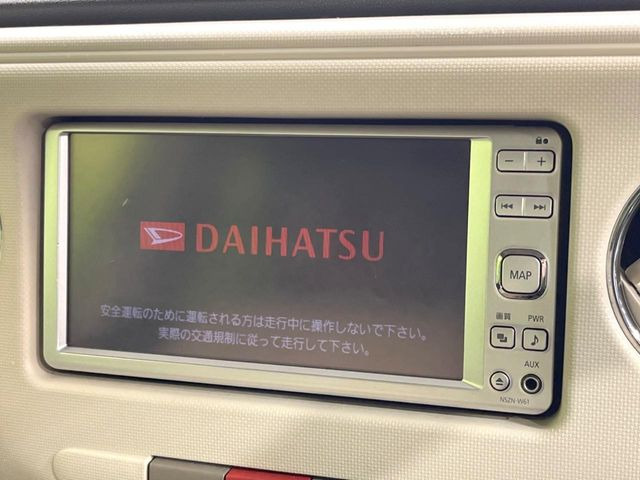 DAIHATSU
安全運転のために運転される方は走行中に操作しないで下さい。
実際の交通規制に従って走行して下さい。
MAP
画質
PWR
AUX
NSZN-W61